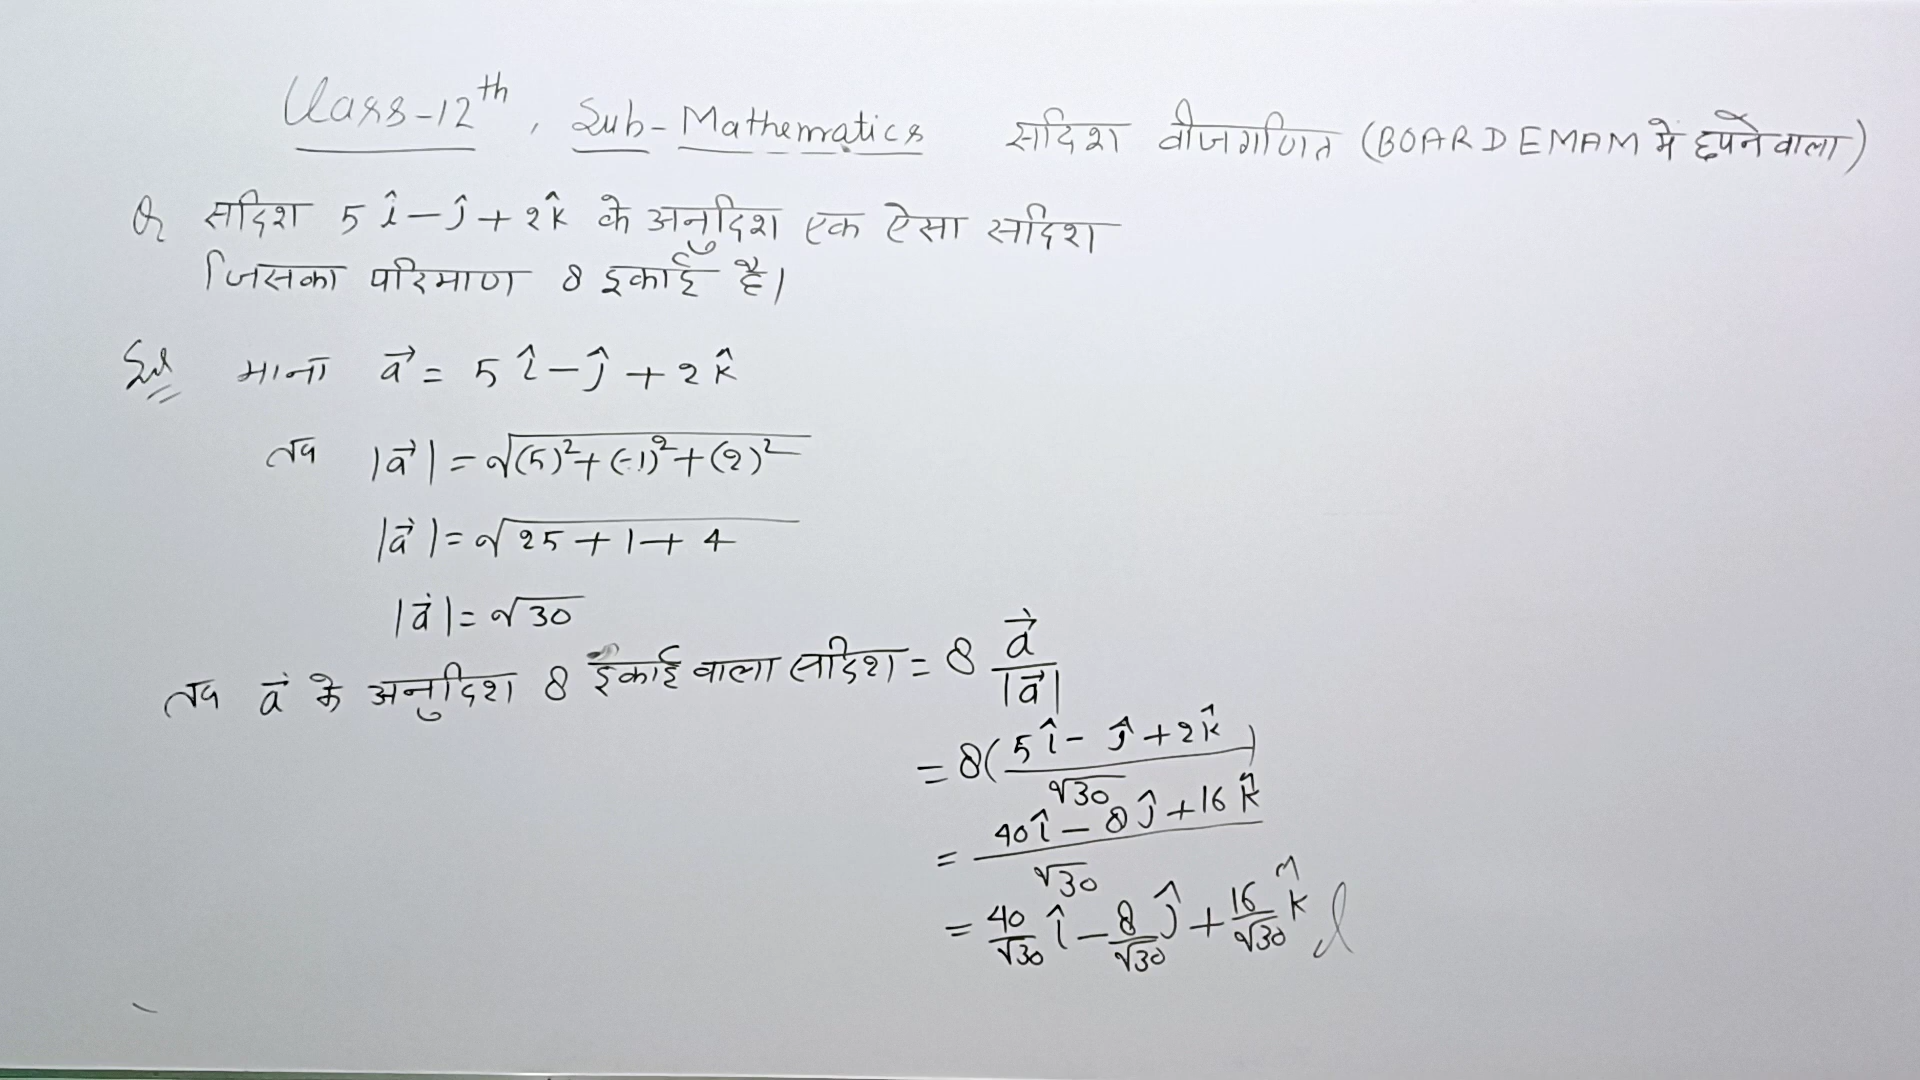 Class-12th, Sub-Mathematics सदिश बीजगणित (BOARD EMAM में छपने वाला)
Q सदिश 5î-ĵ+2k̂ के अनुदिश एक ऐसा सदिश
जिसका परिमाण 8 इकाई है।
Sol माना a⃗ = 5î-ĵ+2k̂
तब |a⃗| = √(5)²+(-1)²+(2)²
|a⃗| = √25+1+4
|a⃗| = √30
तब a⃗ के अनुदिश 8 इकाई वाला सदिश = 8 a⃗/|a⃗|
= 8(5î-ĵ+2k̂/√30)
= 40î-8ĵ+16k̂/√30
= 40/√30 î - 8/√30 ĵ + 16/√30 k̂